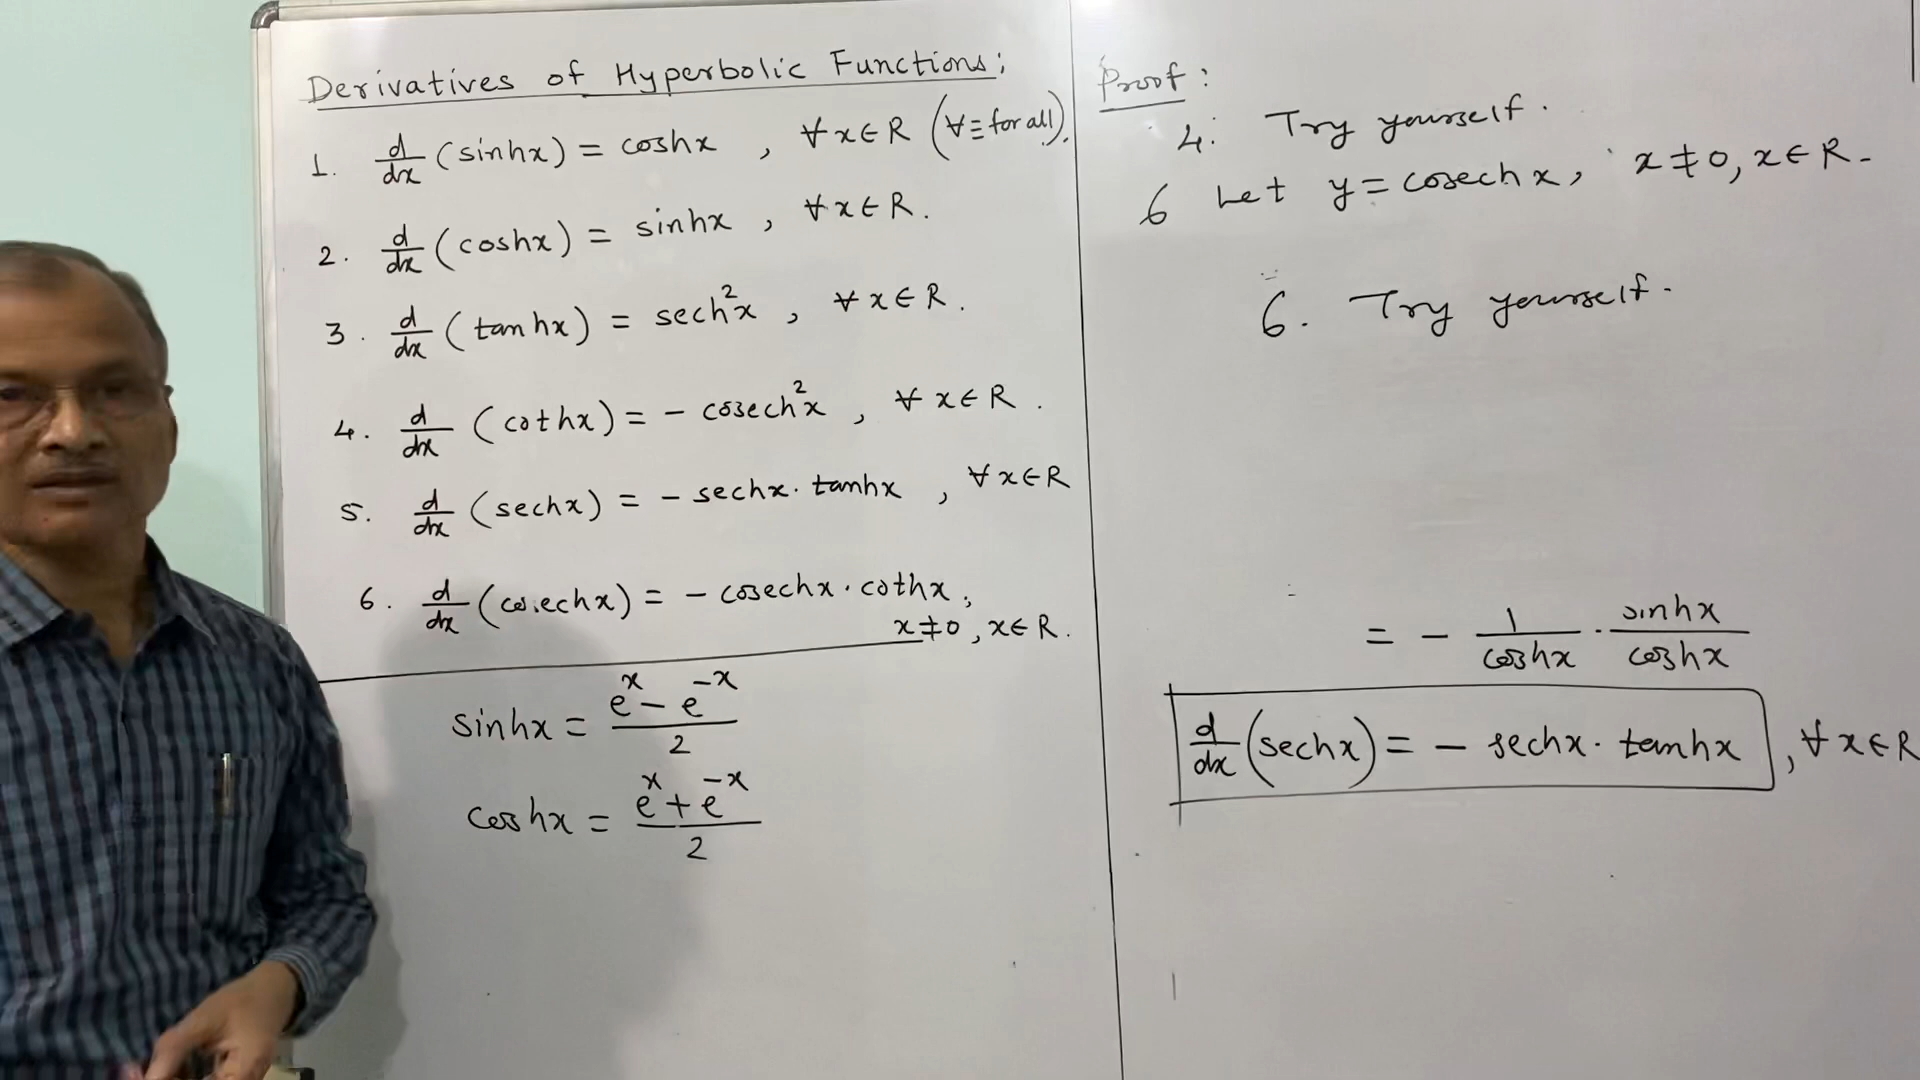 Derivatives of Hyperbolic Functions:
1. d/dx (sinhx) = coshx , ∀ x∈R (∀≡for all).
2. d/dx (coshx) = sinhx , ∀ x∈R.
3. d/dx (tanhx) = sech²x , ∀ x∈R.
4. d/dx (cothx) = - cosech²x , ∀ x∈R.
5. d/dx (sechx) = - sechx. tanhx , ∀ x∈R
6. d/dx (cosechx) = - cosechx . cothx,
x≠0, x∈R.
sinhx = (e^x - e^-x)/2
coshx = (e^x + e^-x)/2
Proof :
4. Try yourself.
6 Let y = cosechx, x≠0, x∈R.
6. Try yourself.
= - 1/coshx . sinhx/coshx
d/dx (sechx) = - sechx. tanhx , ∀ x∈R